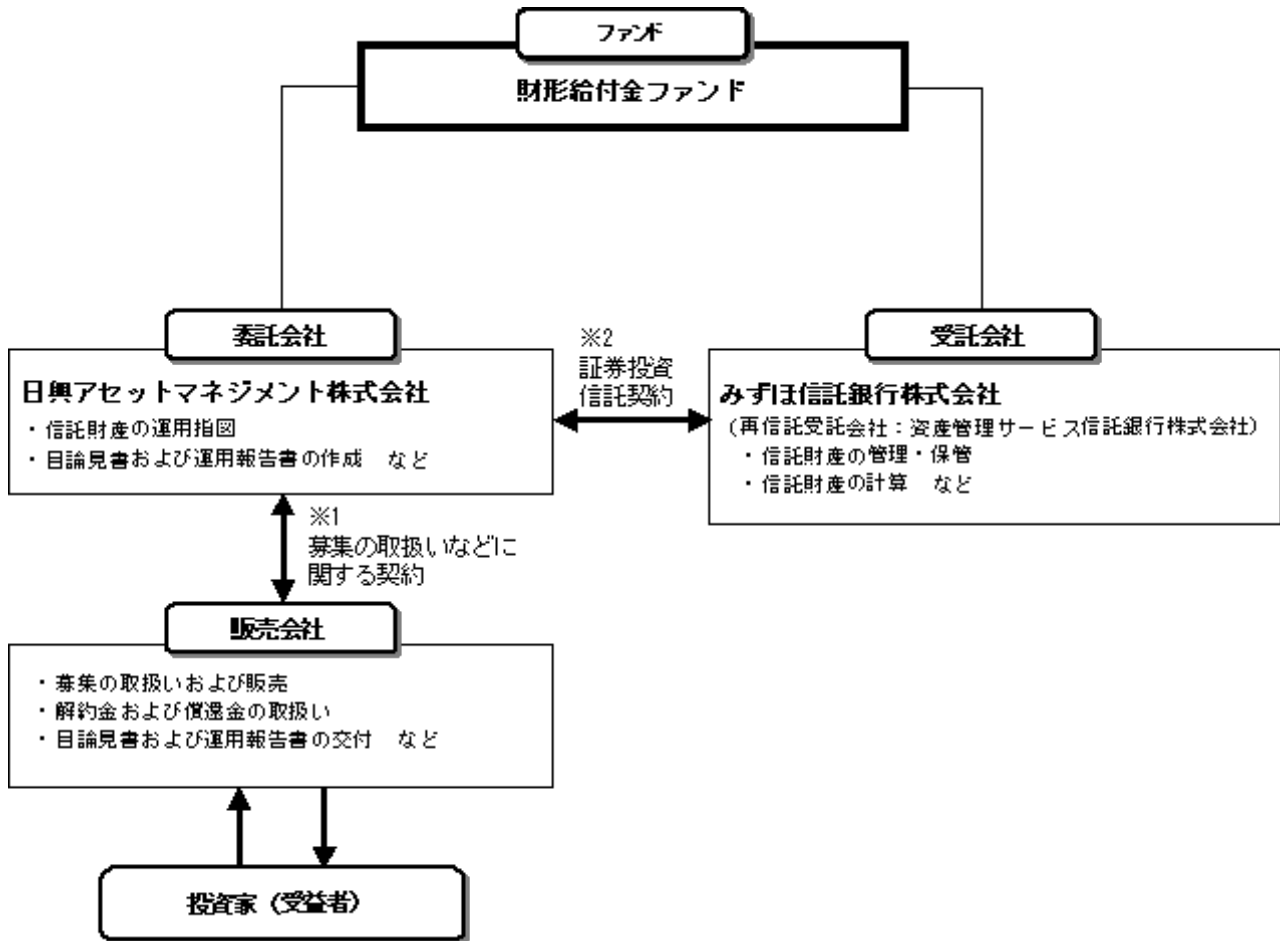 ファンド
財形給付金ファンド
委託会社
日興アセットマネジメント株式会社
・信託財産の運用指図
・目論見書および運用報告書の作成 など
※2
証券投資
信託契約
受託会社
みずほ信託銀行株式会社
(再信託受託会社:資産管理サービス信託銀行株式会社)
・信託財産の管理・保管
・信託財産の計算 など
※1
募集の取扱いなどに
関する契約
販売会社
・募集の取扱いおよび販売
・解約金および償還金の取扱い
・目論見書および運用報告書の交付 など
投資家(受益者)